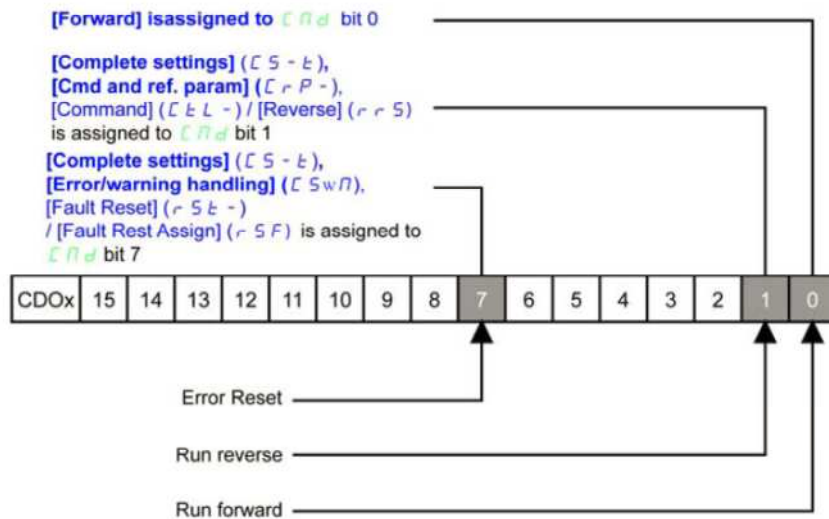 [Forward] isassigned to CMd bit 0
[Complete settings] (CS-t),
[Cmd and ref. param] (CrP-),
[Command] (CtL-) / [Reverse] (rrS)
is assigned to CMd bit 1
[Complete settings] (CS-t),
[Error/warning handling] (CSwM),
[Fault Reset] (rSt-)
/ [Fault Rest Assign] (rSF) is assigned to
CMd bit 7
CDOx 15 14 13 12 11 10 9 8 7 6 5 4 3 2 1 0
Error Reset
Run reverse
Run forward